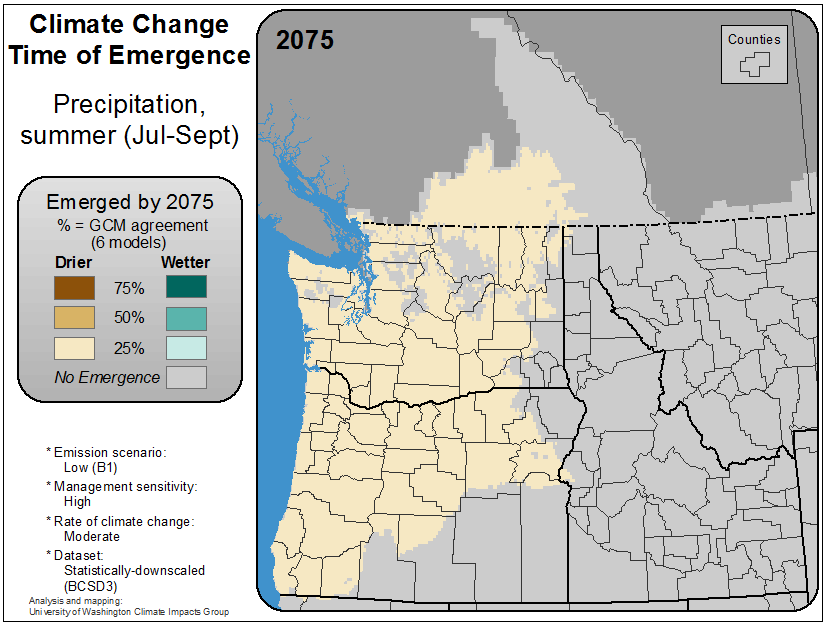 Climate Change
Time of Emergence
Precipitation,
summer (Jul-Sept)
Emerged by 2075
% = GCM agreement
(6 models)
Drier Wetter
75%
50%
25%
No Emergence
* Emission scenario:
Low (B1)
* Management sensitivity:
High
* Rate of climate change:
Moderate
* Dataset:
Statistically-downscaled
(BCSD3)
Analysis and mapping:
University of Washington Climate Impacts Group
2075
Counties